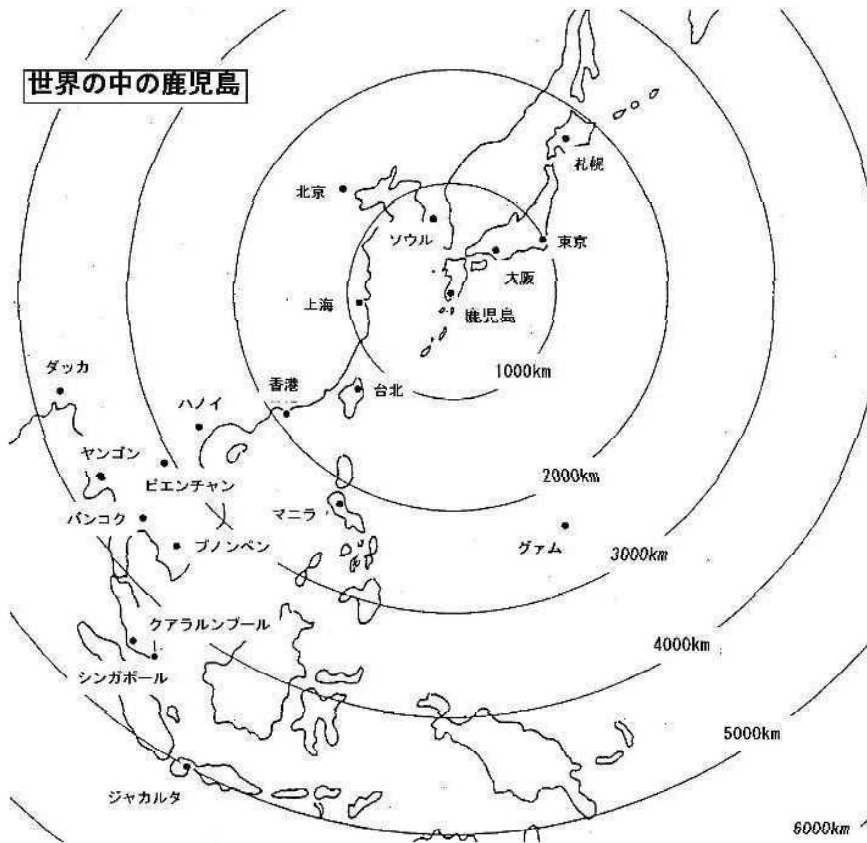 世界の中の鹿児島
札幌
北京
ソウル
東京
大阪
上海
鹿児島
1000km
ダッカ
香港
台北
ハノイ
ヤンゴン
ビエンチャン
2000km
マニラ
バンコク
プノンペン
グァム
3000km
クアラルンプール
4000km
シンガポール
5000km
ジャカルタ
6000km